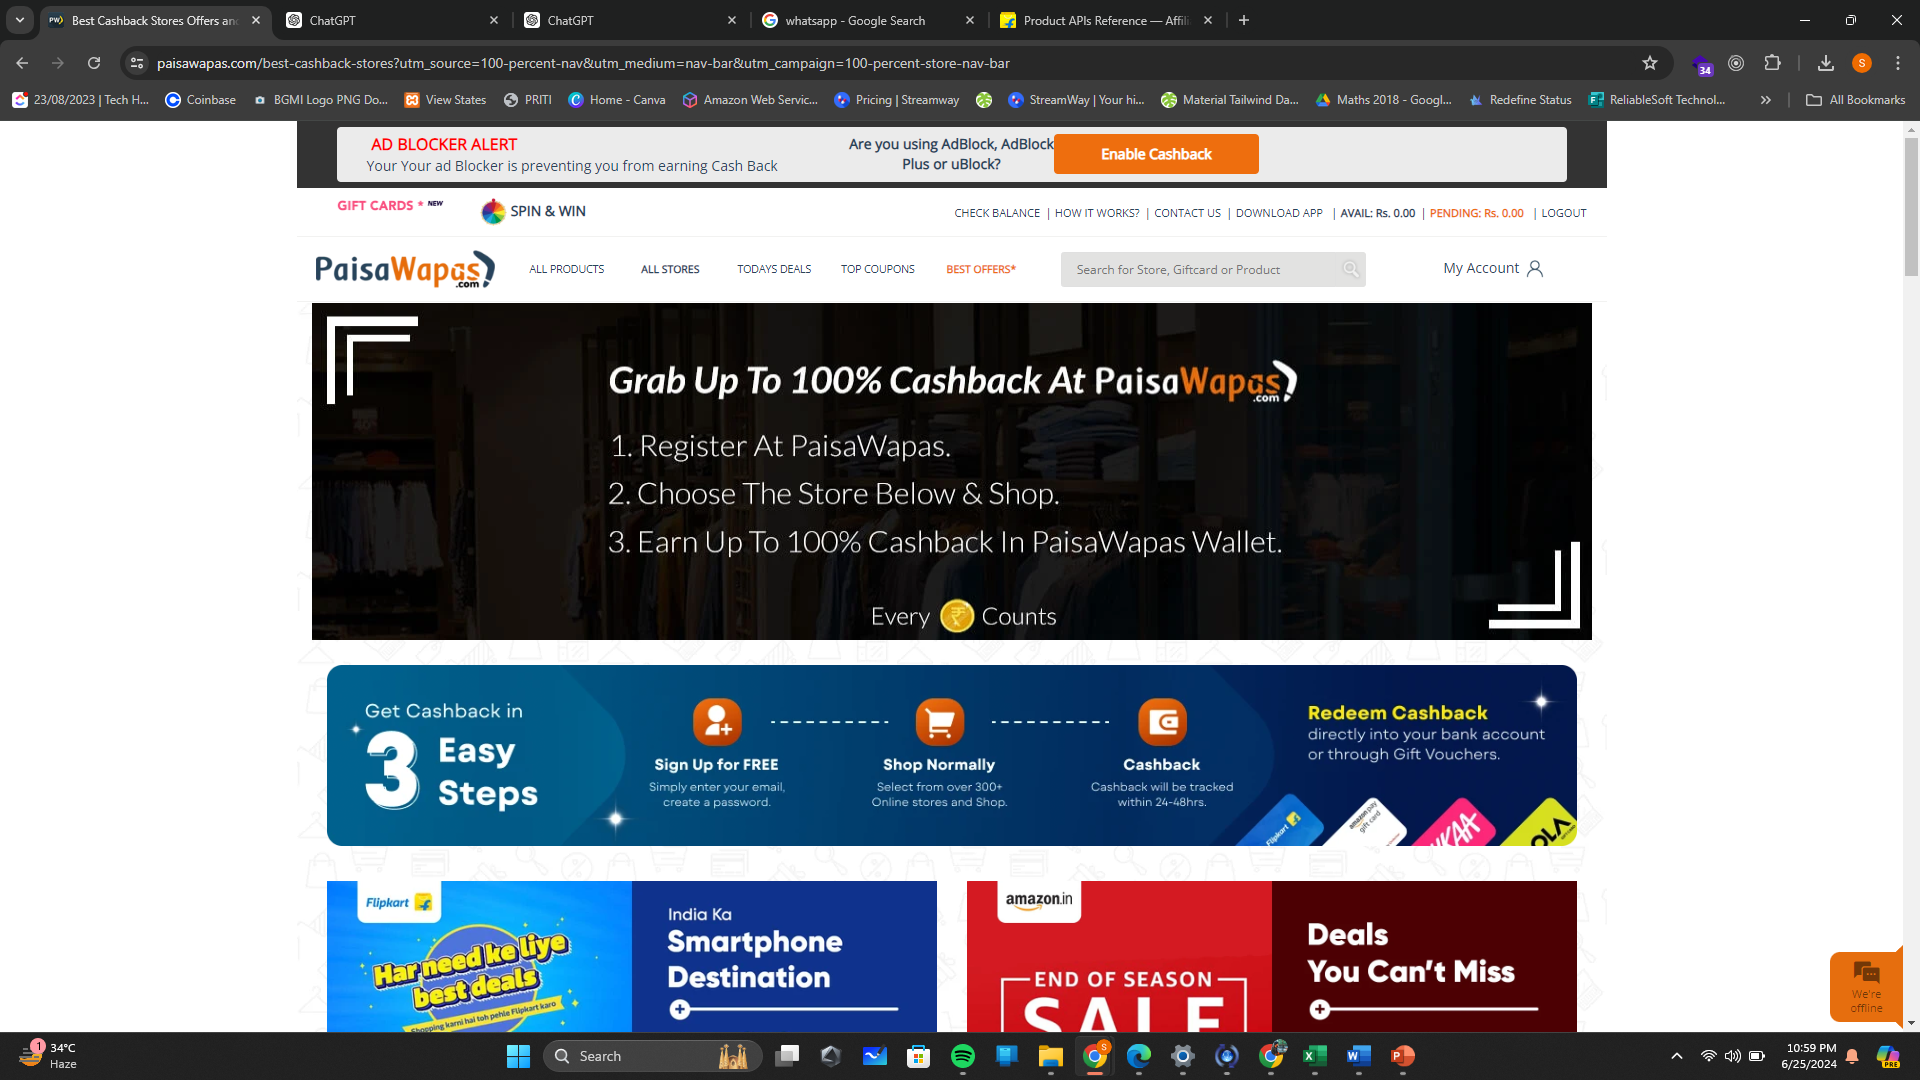 Best Cashback Stores Offers and
ChatGPT
ChatGPT
whatsapp - Google Search
Product APIs Reference — Affili
paisawapas.com/best-cashback-stores?utm_source=100-percent-nav&utm_medium=nav-bar&utm_campaign=100-percent-store-nav-bar
34
S
23/08/2023 | Tech H...
Coinbase
BGMI Logo PNG Do...
View States
PRITI
Home - Canva
Amazon Web Servic...
Pricing | Streamway
StreamWay | Your hi...
Material Tailwind Da...
Maths 2018 - Googl...
Redefine Status
ReliableSoft Technol...
All Bookmarks
AD BLOCKER ALERT
Your Your ad Blocker is preventing you from earning Cash Back
Are you using AdBlock, AdBlock
Plus or uBlock?
Enable Cashback
GIFT CARDS * NEW
SPIN & WIN
CHECK BALANCE | HOW IT WORKS? | CONTACT US | DOWNLOAD APP | AVAIL: Rs. 0.00 | PENDING: Rs. 0.00 | LOGOUT
PaisaWapas
.com
ALL PRODUCTS
ALL STORES
TODAYS DEALS
TOP COUPONS
BEST OFFERS*
Search for Store, Giftcard or Product
My Account
Grab Up To 100% Cashback At PaisaWapas
.com
1. Register At PaisaWapas.
2. Choose The Store Below & Shop.
3. Earn Up To 100% Cashback In PaisaWapas Wallet.
Every ₹ Counts
Get Cashback in
3 Easy
Steps
Sign Up for FREE
Simply enter your email,
create a password.
Shop Normally
Select from over 300+
Online stores and Shop.
Cashback
Cashback will be tracked
within 24-48hrs.
Redeem Cashback
directly into your bank account
or through Gift Vouchers.
Flipkart
amazon pay
gift card
YKAA
OLA
Flipkart
Har need ke liye
best deals
Shopping karni hai toh pehle Flipkart karo
India Ka
Smartphone
Destination
amazon.in
END OF SEASON
SALE
Deals
You Can't Miss
We're
offline
1
34°C
Haze
Search
S
10:59 PM
6/25/2024
PRE